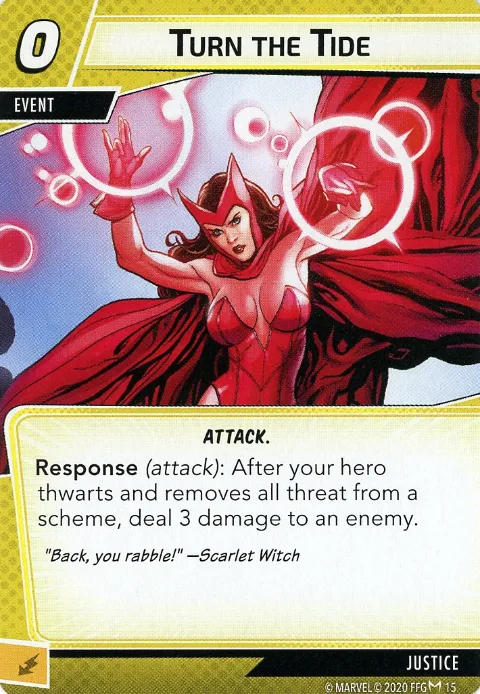 0
TURN THE TIDE
EVENT
ATTACK.
Response (attack): After your hero
thwarts and removes all threat from a
scheme, deal 3 damage to an enemy.
"Back, you rabble!" —Scarlet Witch
JUSTICE
© MARVEL © 2020 FFG 15